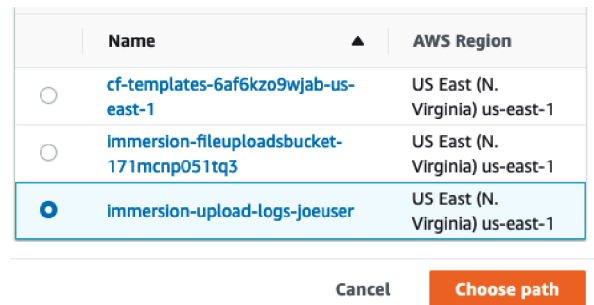 Name AWS Region
cf-templates-6af6kzo9wjab-us- US East (N.
east-1 Virginia) us-east-1
immersion-fileuploadsbucket- US East (N.
171mcnp051tq3 Virginia) us-east-1
immersion-upload-logs-joeuser US East (N.
Virginia) us-east-1
Cancel Choose path